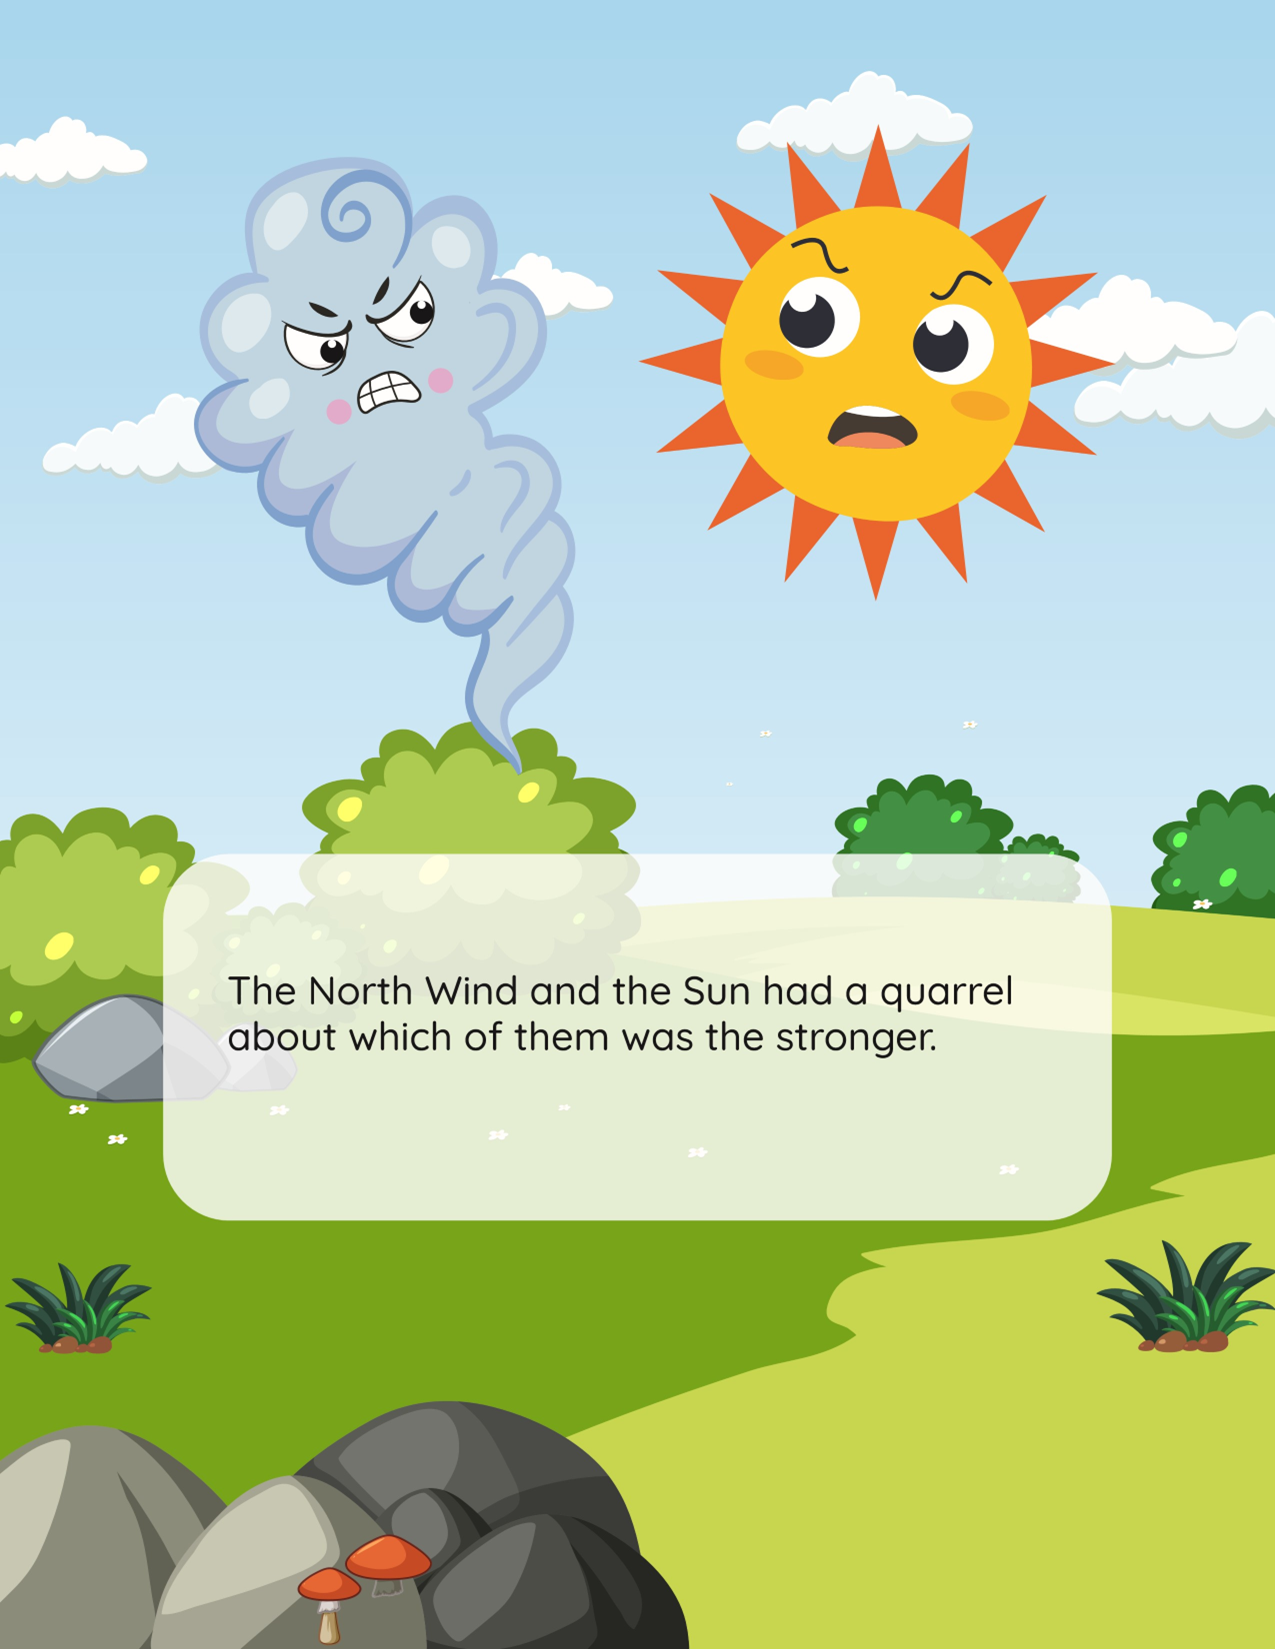 The North Wind and the Sun had a quarrel
about which of them was the stronger.